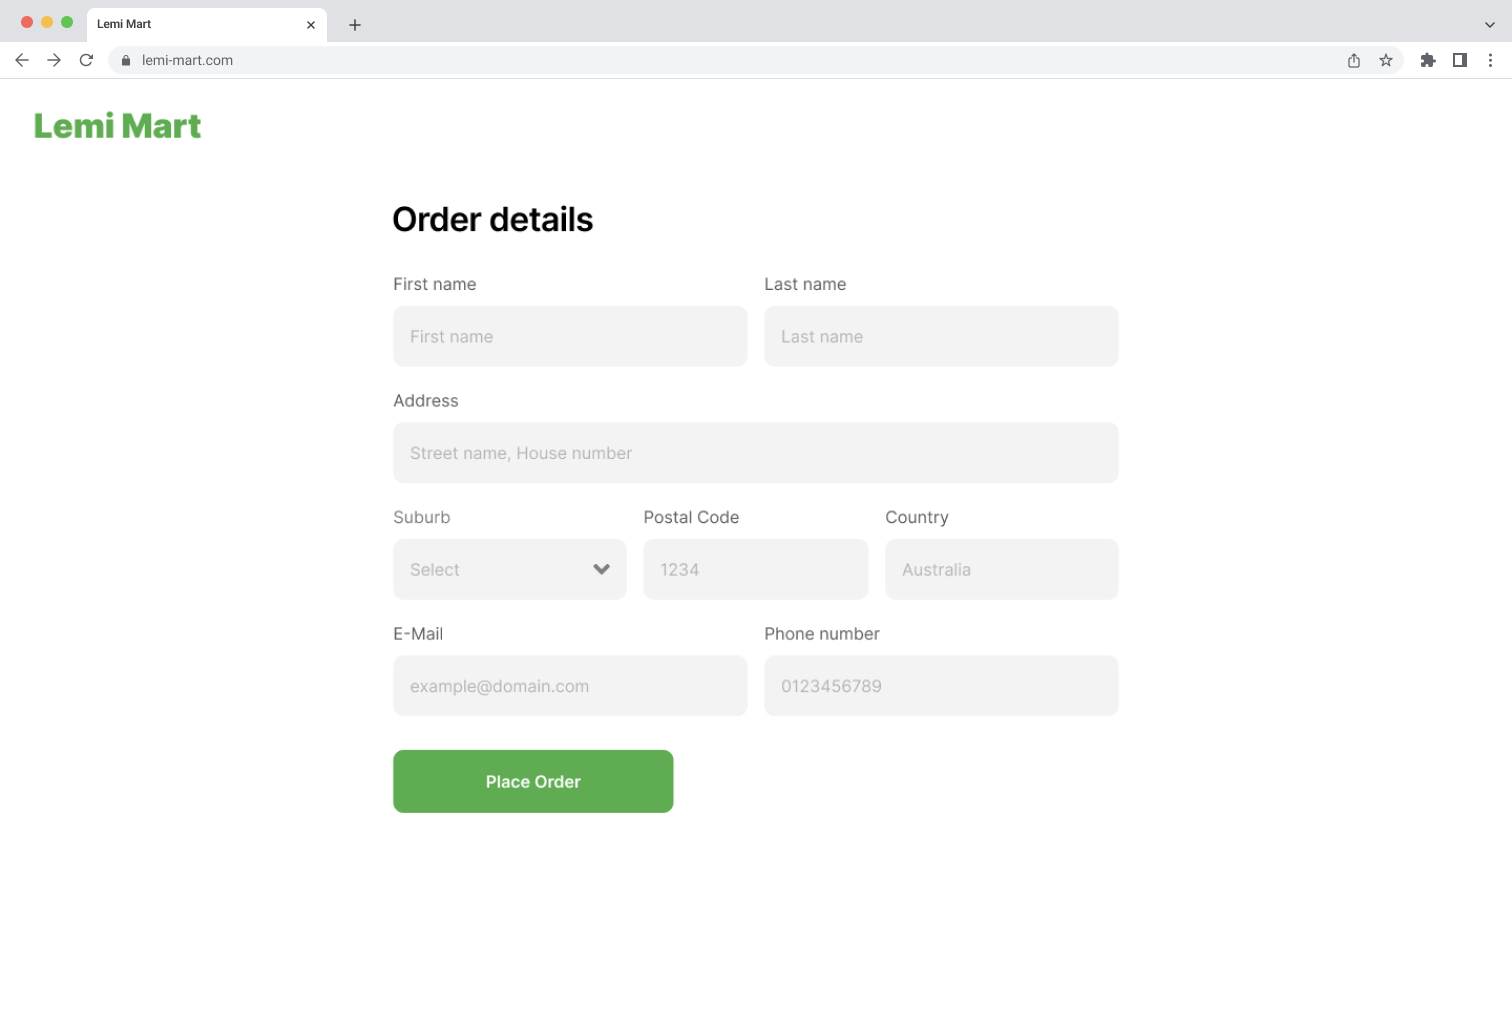 Lemi Mart
lemi-mart.com
Lemi Mart
Order details
First name
Last name
First name
Last name
Address
Street name, House number
Suburb
Postal Code
Country
Select
1234
Australia
E-Mail
Phone number
example@domain.com
0123456789
Place Order